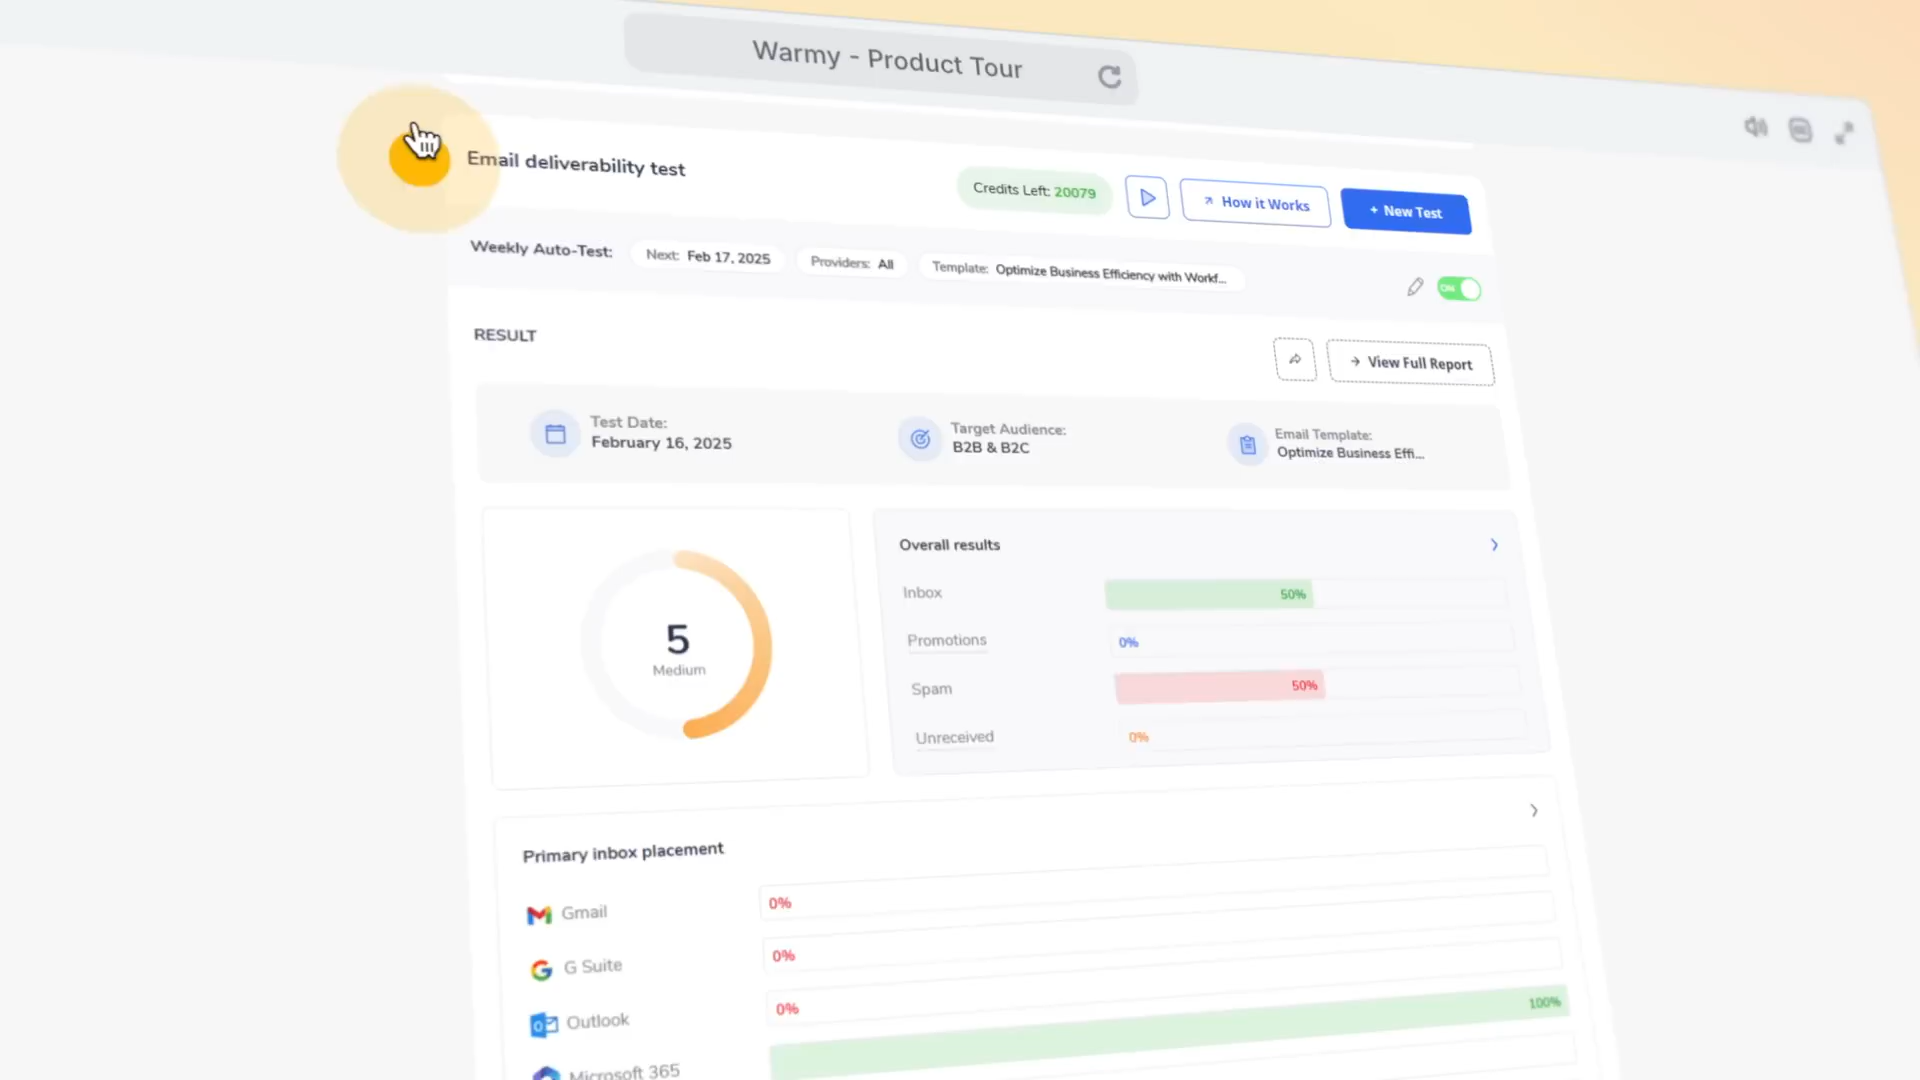 Warmy - Product Tour
Email deliverability test
Credits Left: 20079
How it Works
+ New Test
Weekly Auto-Test:
Next: Feb 17, 2025
Providers: All
Template: Optimize Business Efficiency with Workf...
ON
RESULT
View Full Report
Test Date:
February 16, 2025
Target Audience:
B2B & B2C
Email Template:
Optimize Business Effi...
5
Medium
Overall results
Inbox
50%
Promotions
0%
Spam
50%
Unreceived
0%
Primary inbox placement
Gmail
0%
G Suite
0%
Outlook
0%
Microsoft 365
100%